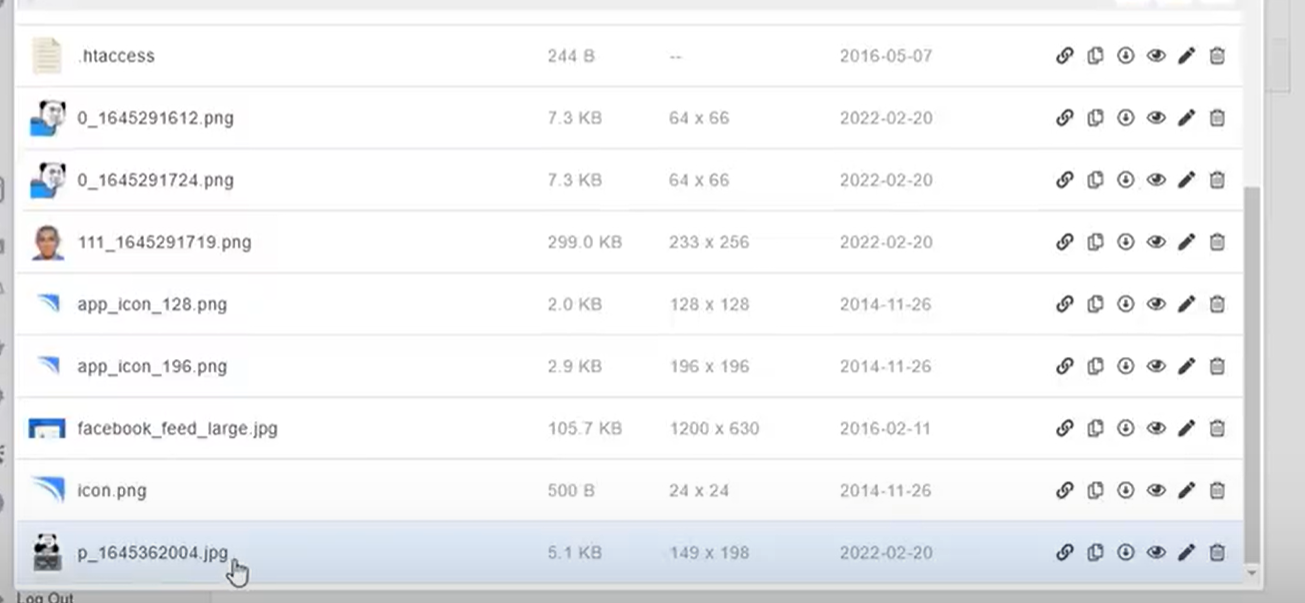 .htaccess 244 B -- 2016-05-07
0_1645291612.png 7.3 KB 64 x 66 2022-02-20
0_1645291724.png 7.3 KB 64 x 66 2022-02-20
111_1645291719.png 299.0 KB 233 x 256 2022-02-20
app_icon_128.png 2.0 KB 128 x 128 2014-11-26
app_icon_196.png 2.9 KB 196 x 196 2014-11-26
facebook_feed_large.jpg 105.7 KB 1200 x 630 2016-02-11
icon.png 500 B 24 x 24 2014-11-26
p_1645362004.jpg 5.1 KB 149 x 198 2022-02-20
Log Out